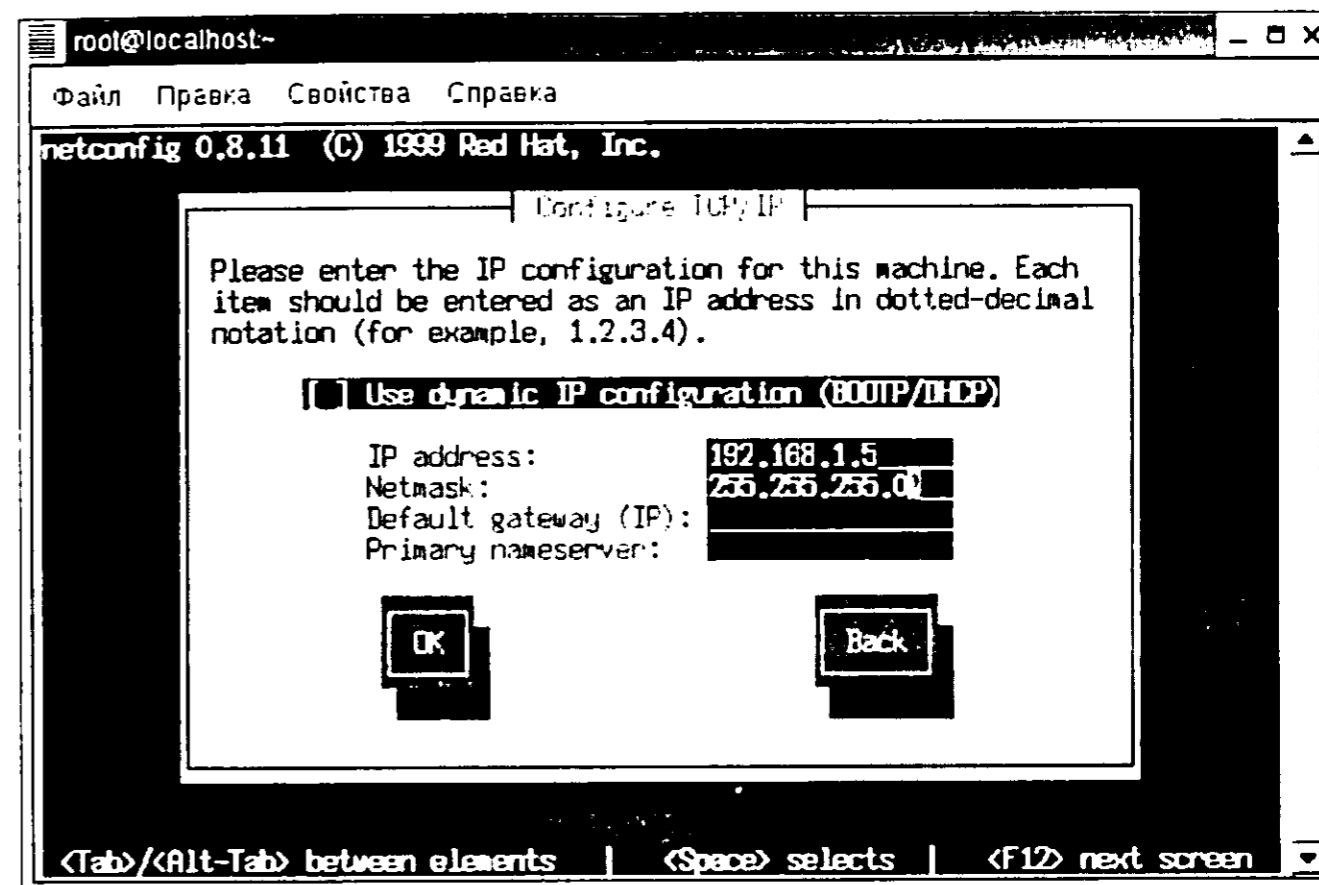 root@localhost:~
Файл Правка Свойства Справка
netconfig 0.8.11 (C) 1999 Red Hat, Inc.
Configure TCP/IP
Please enter the IP configuration for this machine. Each
item should be entered as an IP address in dotted-decimal
notation (for example, 1.2.3.4).
[ ] Use dynamic IP configuration (BOOTP/DHCP)
IP address: 192.168.1.5
Netmask: 255.255.255.0
Default gateway (IP):
Primary nameserver:
OK Back
<Tab>/<Alt-Tab> between elements | <Space> selects | <F12> next screen